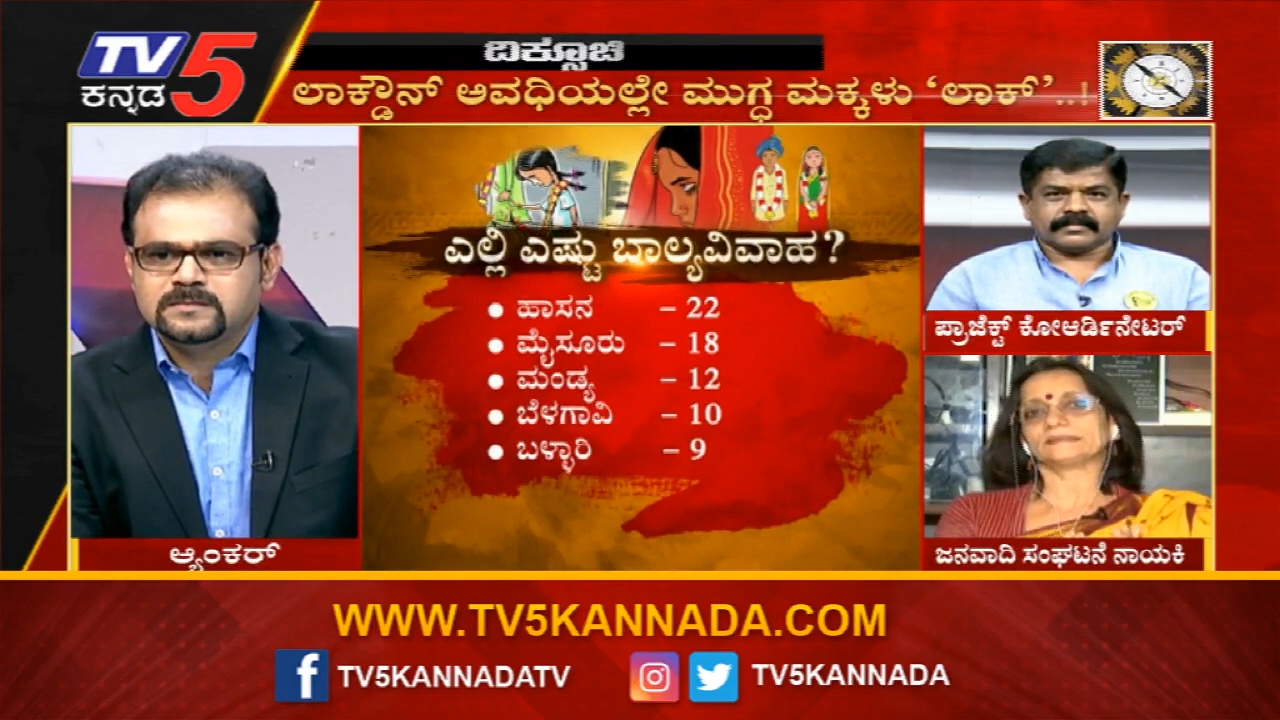 TV5
ಕನ್ನಡ
ದಿಕ್ಸೂಚಿ
ಲಾಕ್ಡೌನ್ ಅವಧಿಯಲ್ಲೇ ಮುಗ್ಧ ಮಕ್ಕಳು ‘ಲಾಕ್’..!
ಎಲ್ಲಿ ಎಷ್ಟು ಬಾಲ್ಯವಿವಾಹ?
● ಹಾಸನ – 22
● ಮೈಸೂರು – 18
● ಮಂಡ್ಯ – 12
● ಬೆಳಗಾವಿ – 10
● ಬಳ್ಳಾರಿ – 9
ಪ್ರಾಜೆಕ್ಟ್ ಕೋಆರ್ಡಿನೇಟರ್
ಆ್ಯಂಕರ್
ಜನವಾದಿ ಸಂಘಟನೆ ನಾಯಕಿ
WWW.TV5KANNADA.COM
TV5KANNADATV
TV5KANNADA